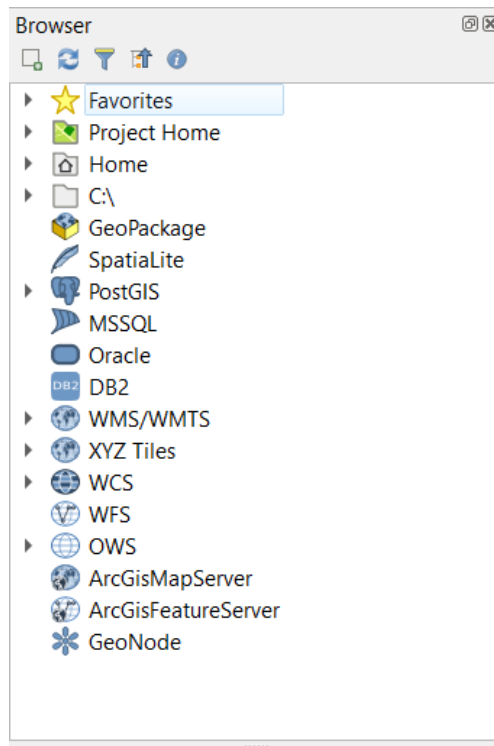 Browser
Favorites
Project Home
Home
C:\
GeoPackage
SpatiaLite
PostGIS
MSSQL
Oracle
DB2 DB2
WMS/WMTS
XYZ Tiles
WCS
WFS
OWS
ArcGisMapServer
ArcGisFeatureServer
GeoNode